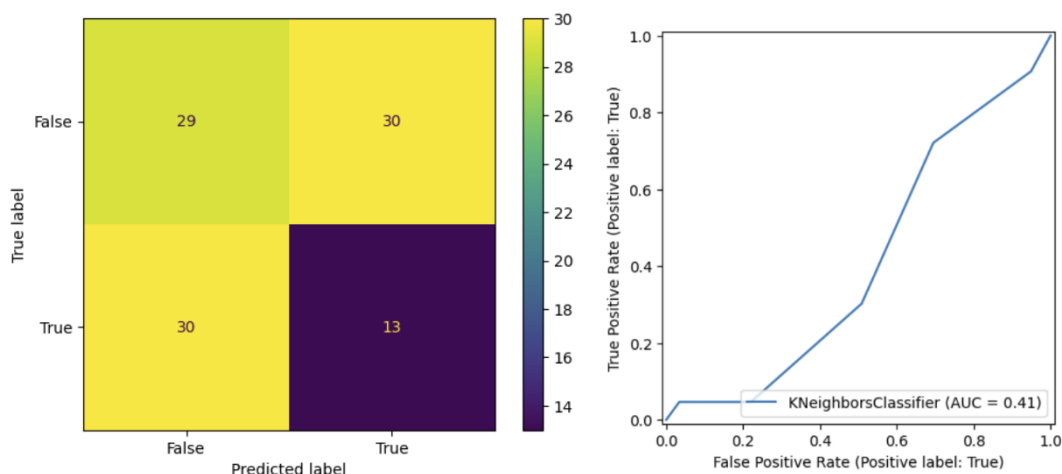 False
True
True label
29
30
30
13
False
True
Predicted label
30
28
26
24
22
20
18
16
14
True Positive Rate (Positive label: True)
1.0
0.8
0.6
0.4
0.2
0.0
KNeighborsClassifier (AUC = 0.41)
0.0
0.2
0.4
0.6
0.8
1.0
False Positive Rate (Positive label: True)